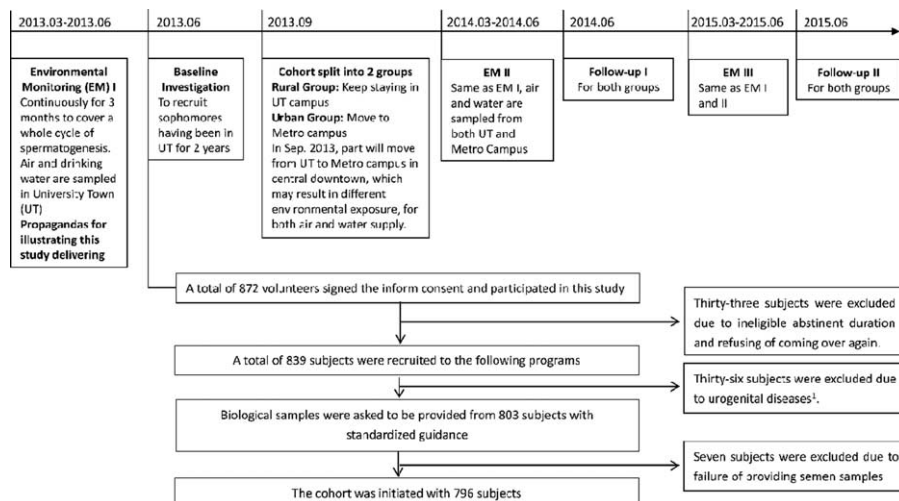 2013.03-2013.06
2013.06
2013.09
2014.03-2014.06
2014.06
2015.03-2015.06
2015.06
Environmental
Monitoring (EM) I
Continuously for 3
months to cover a
whole cycle of
spermatogenesis.
Air and drinking
water are sampled
in University Town
(UT)
Propagandas for
illustrating this
study delivering
Baseline
Investigation
To recruit
sophomores
having been in
UT for 2 years
Cohort split into 2 groups
Rural Group: Keep staying in
UT campus
Urban Group: Move to
Metro campus
In Sep. 2013, part will move
from UT to Metro campus in
central downtown, which
may result in different
environmental exposure, for
both air and water supply.
EM II
Same as EM I, air
and water are
sampled from
both UT and
Metro Campus
Follow-up I
For both groups
EM III
Same as EM I
and II
Follow-up II
For both groups
A total of 872 volunteers signed the inform consent and participated in this study
Thirty-three subjects were excluded
due to ineligible abstinent duration
and refusing of coming over again.
A total of 839 subjects were recruited to the following programs
Thirty-six subjects were excluded due
to urogenital diseases¹.
Biological samples were asked to be provided from 803 subjects with
standardized guidance
Seven subjects were excluded due to
failure of providing semen samples
The cohort was initiated with 796 subjects